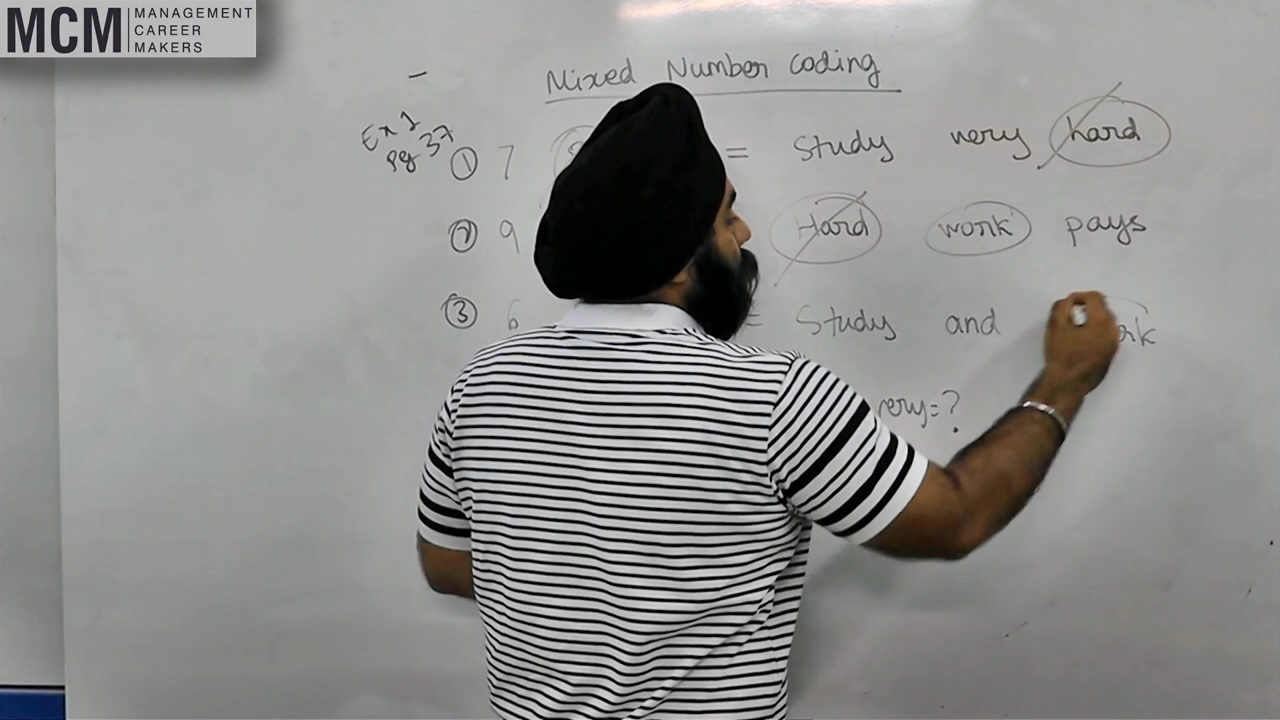 MCM MANAGEMENT
CAREER
MAKERS
Mixed Number Coding
Ex 1
Pg 37
① 7 = Study very hard
② 9 Hard work pays
③ 6 = Study and
very=?